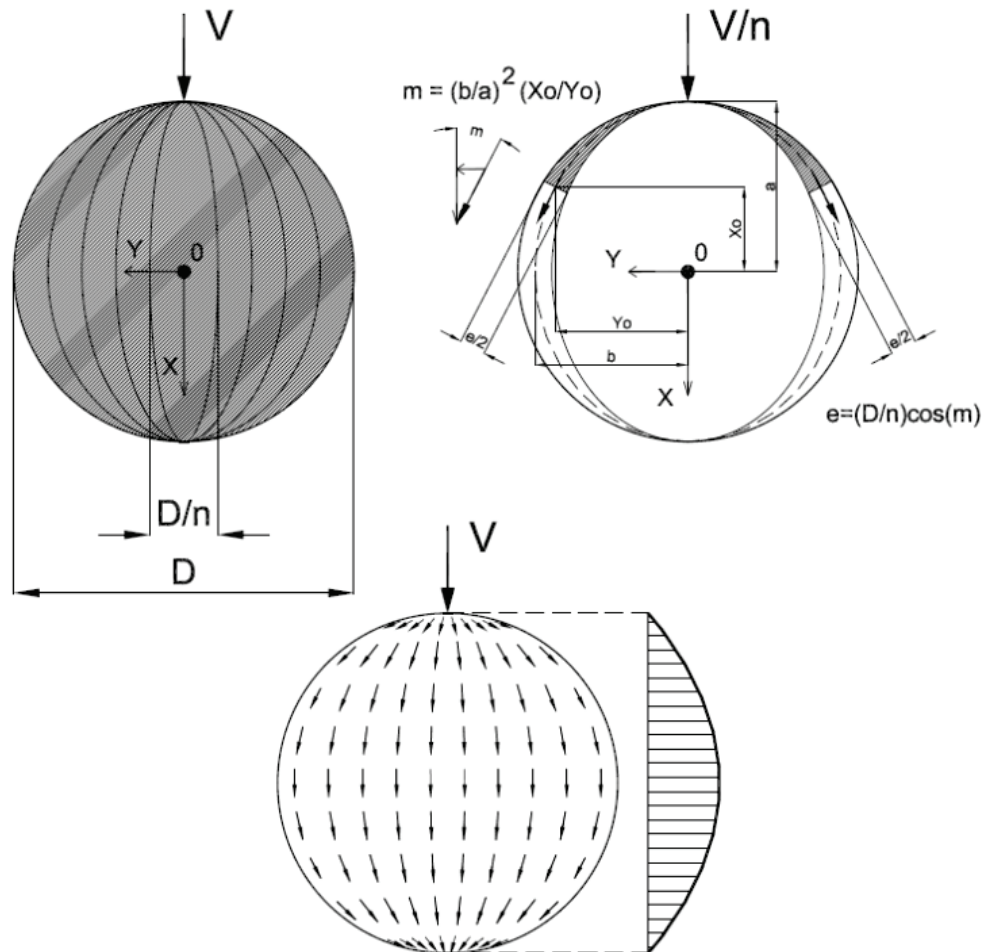 V
Y
0
X
D/n
D
V/n
m = (b/a)² (Xo/Yo)
m
a
Xo
Y
0
Yo
b
X
e/2
e/2
e=(D/n)cos(m)
V